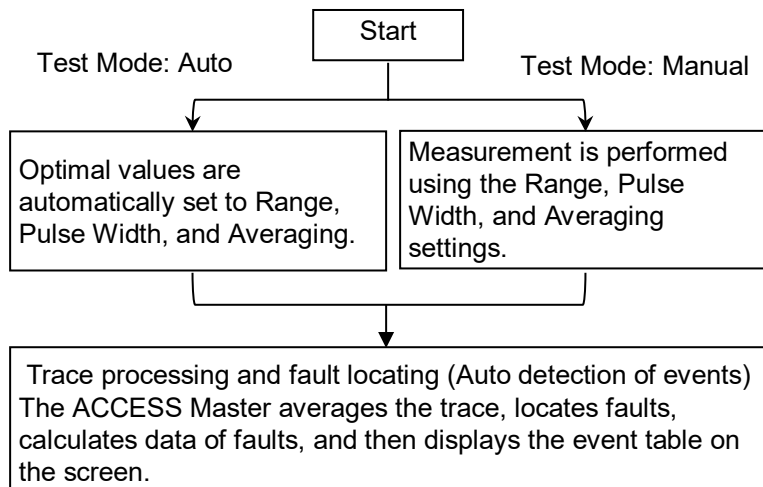 Start
Test Mode: Auto
Test Mode: Manual
Optimal values are
automatically set to Range,
Pulse Width, and Averaging.
Measurement is performed
using the Range, Pulse
Width, and Averaging
settings.
Trace processing and fault locating (Auto detection of events)
The ACCESS Master averages the trace, locates faults,
calculates data of faults, and then displays the event table on
the screen.